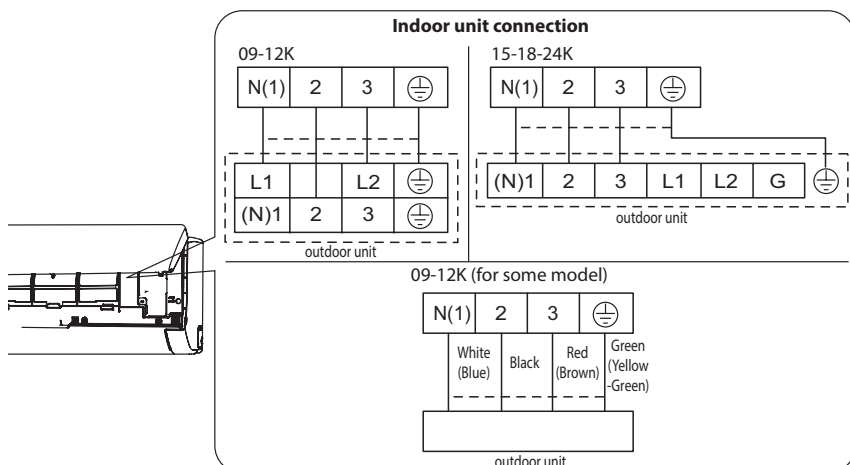 Indoor unit connection
09-12K
N(1) 2 3
L1 L2
(N)1 2 3
outdoor unit
15-18-24K
N(1) 2 3
(N)1 2 3 L1 L2 G
outdoor unit
09-12K (for some model)
N(1) 2 3
White
(Blue)
Black
Red
(Brown)
Green
(Yellow
-Green)
outdoor unit